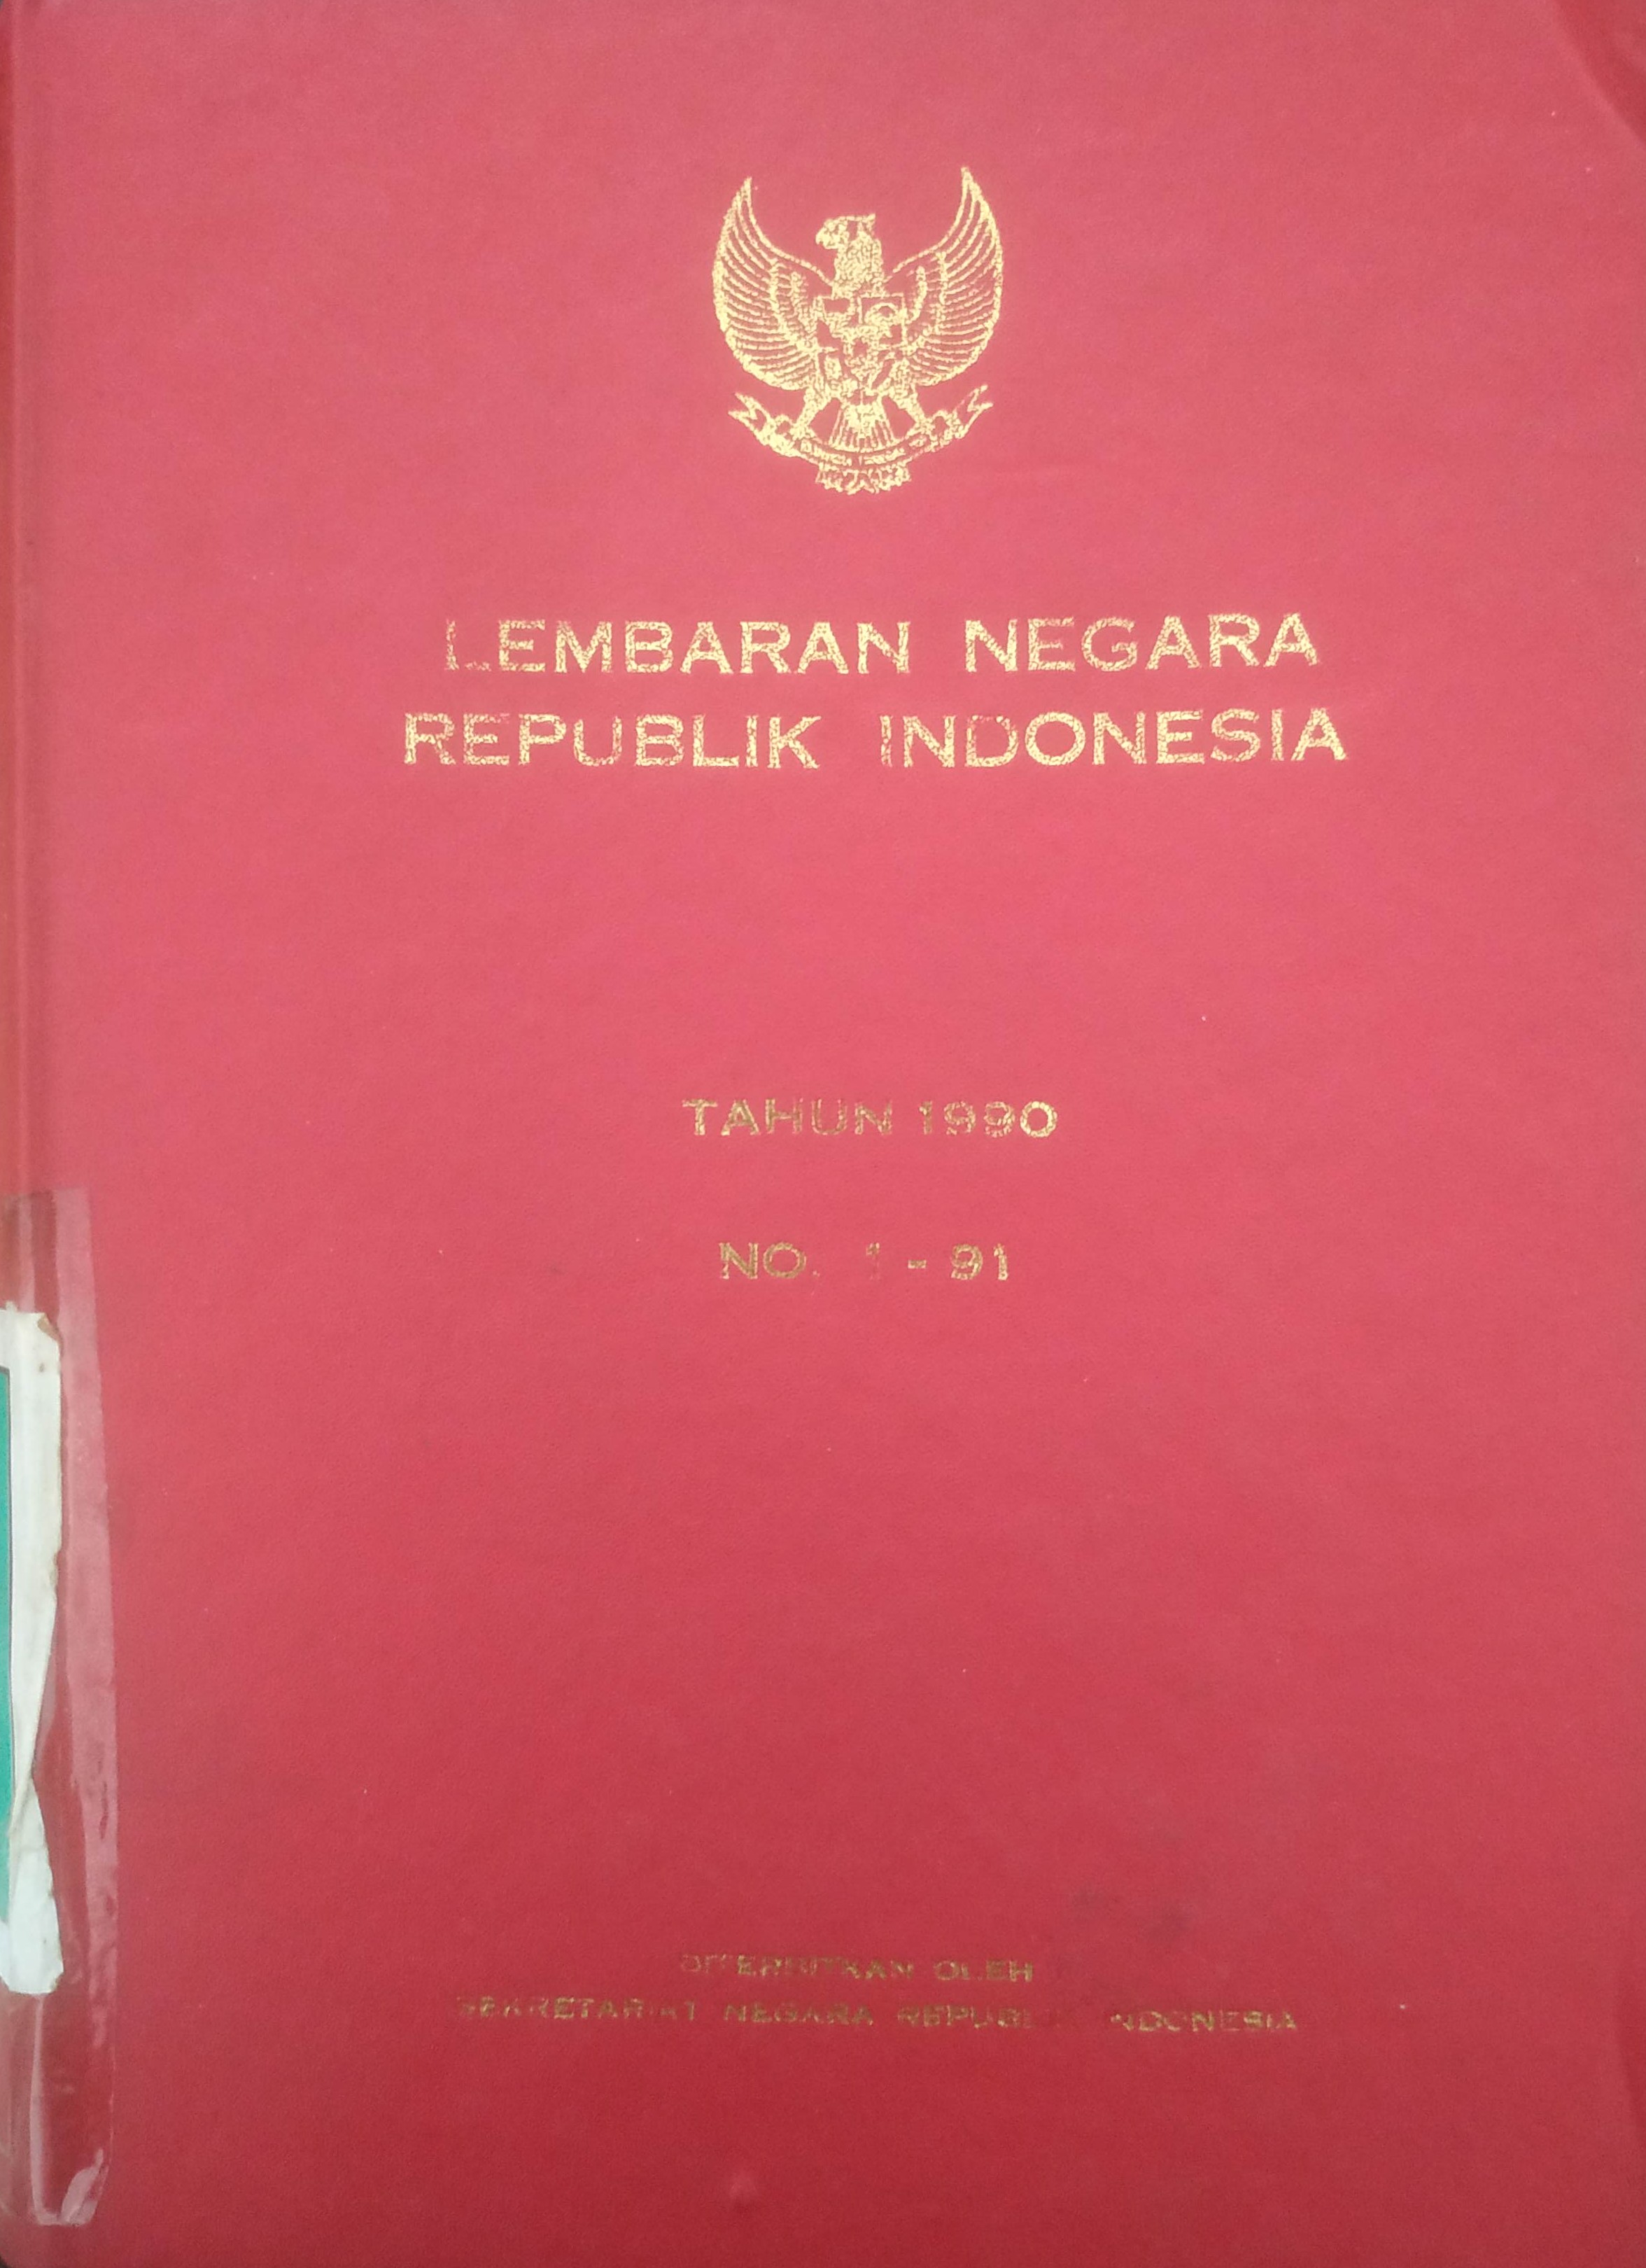 LEMBARAN NEGARA
REPUBLIK INDONESIA
TAHUN 1990
NO. 1 - 91
DITERBITKAN OLEH
SEKRETARIAT NEGARA REPUBLIK INDONESIA